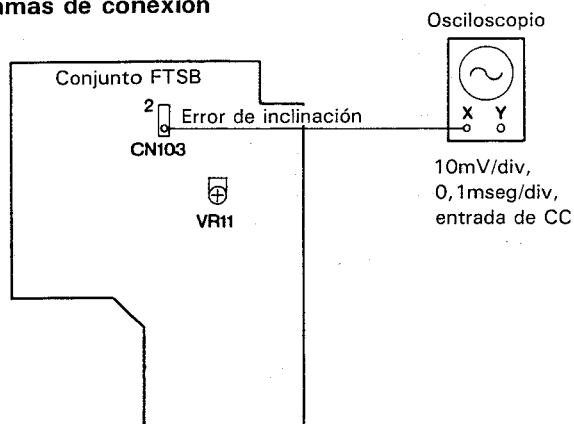 mas de conexión
Osciloscopio
Conjunto FTSB
2
Error de inclinación
CN103
X Y
VR11
10mV/div,
0,1mseg/div,
entrada de CC